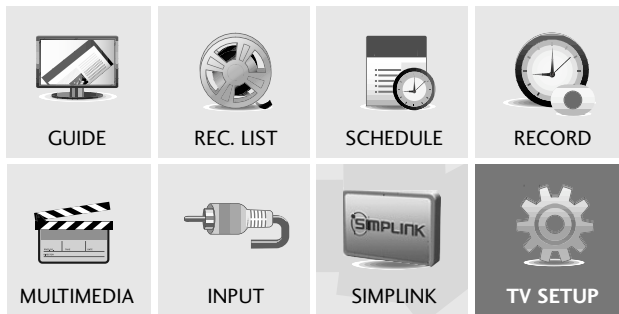 GUIDE
REC. LIST
SCHEDULE
RECORD
SIMPLINK
MULTIMEDIA
INPUT
SIMPLINK
TV SETUP